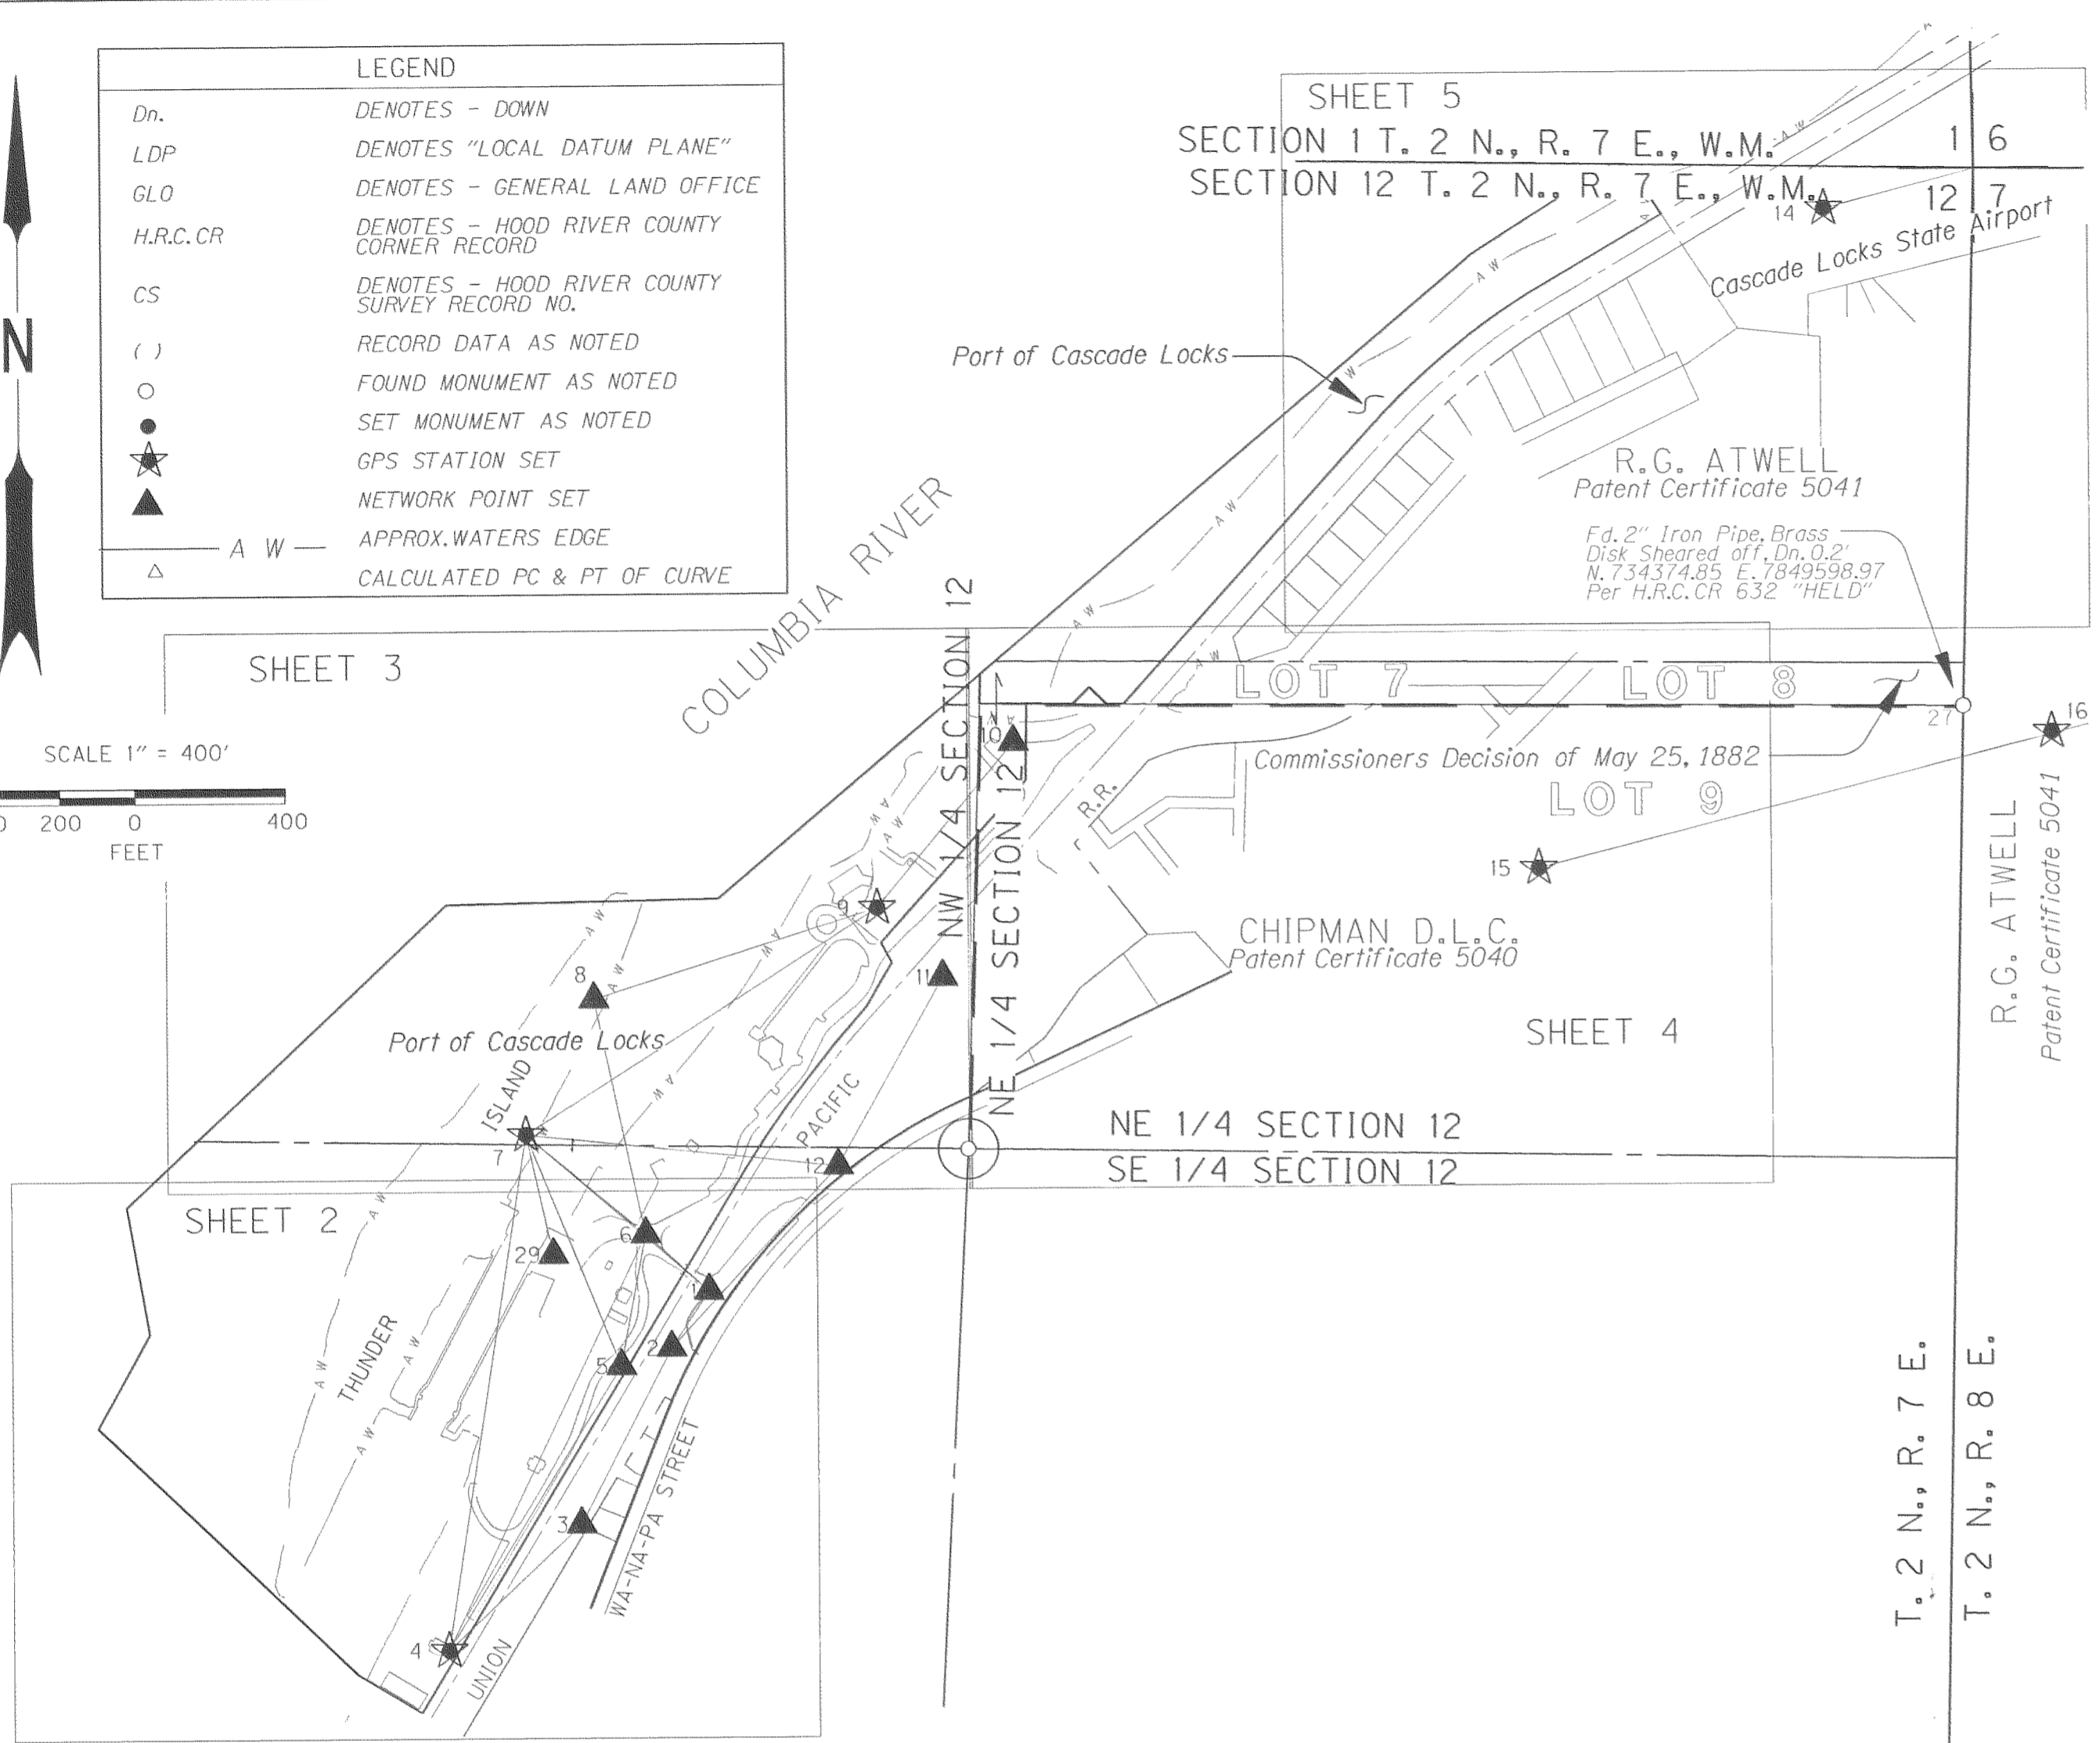 LEGEND
Dn. DENOTES - DOWN
LDP DENOTES "LOCAL DATUM PLANE"
GLO DENOTES - GENERAL LAND OFFICE
H.R.C.CR DENOTES - HOOD RIVER COUNTY
CORNER RECORD
CS DENOTES - HOOD RIVER COUNTY
SURVEY RECORD NO.
( ) RECORD DATA AS NOTED
FOUND MONUMENT AS NOTED
SET MONUMENT AS NOTED
GPS STATION SET
NETWORK POINT SET
A W APPROX. WATERS EDGE
CALCULATED PC & PT OF CURVE
N
SHEET 5
SECTION 1 T. 2 N., R. 7 E., W.M.
1 6
SECTION 12 T. 2 N., R. 7 E., W.M.
12 7
14
Cascade Locks State Airport
A W
A W
W
Port of Cascade Locks
R.G. ATWELL
Patent Certificate 5041
Fd. 2" Iron Pipe, Brass
Disk Sheared off, Dn. 0.2'
N. 734374.85 E. 7849598.97
Per H.R.C.CR 632 "HELD"
COLUMBIA RIVER
A W
A W
A W
SHEET 3
SCALE 1" = 400'
200 0 400
FEET
LOT 7
LOT 8
27
16
10
Commissioners Decision of May 25, 1882
LOT 9
R.R.
15
NW 1/4 SECTION 12
NE 1/4 SECTION 12
A W
A W
A W
A W
A W
A W
9
8
11
CHIPMAN D.L.C.
Patent Certificate 5040
SHEET 4
R.G. ATWELL
Patent Certificate 5041
Port of Cascade Locks
ISLAND
7
PACIFIC
12
NE 1/4 SECTION 12
SE 1/4 SECTION 12
SHEET 2
A W
29
6
1
2
5
THUNDER
A W
A W
A W
WA-NA-PA STREET
3
4
UNION
T. 2 N., R. 7 E.
T. 2 N., R. 8 E.